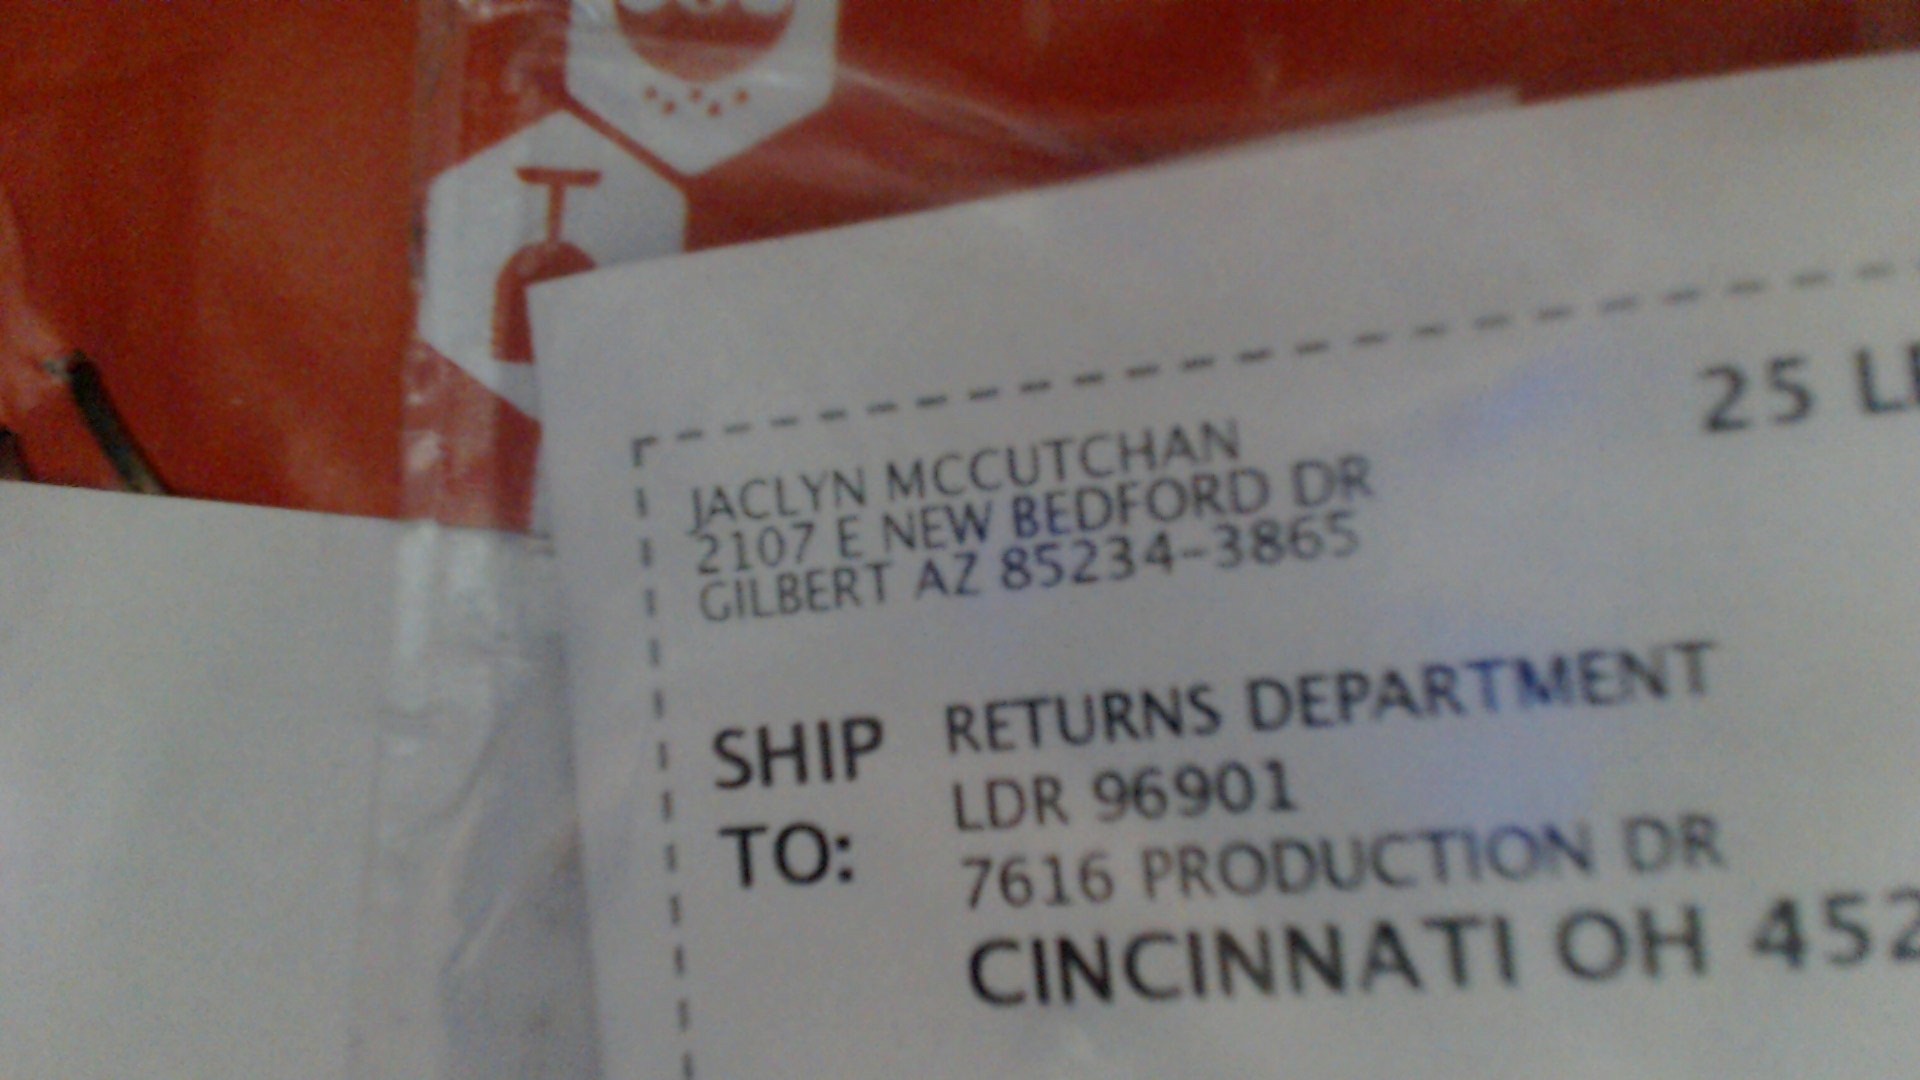 25
JACLYN MCCUTCHAN
2107 E NEW BEDFORD DR
GILBERT AZ 85234-3865
SHIP TO:
RETURNS DEPARTMENT
LDR 96901
7616 PRODUCTION DR
CINCINNATI OH